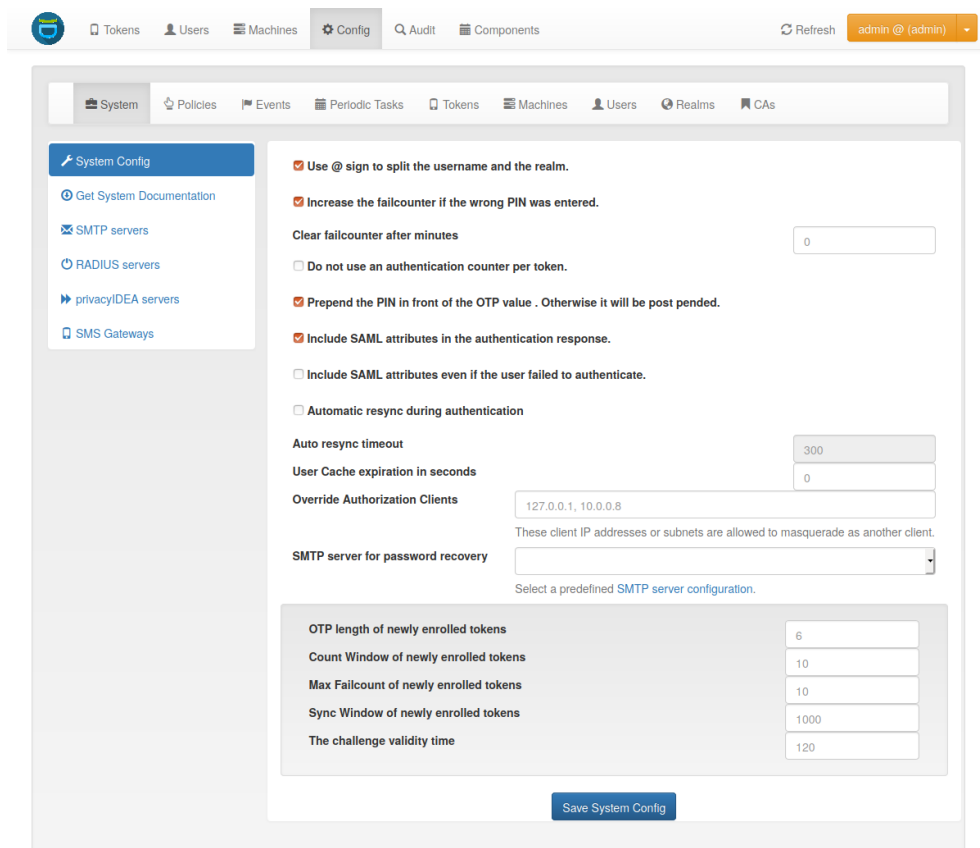 Tokens Users Machines Config Audit Components Refresh admin @ (admin)
System Policies Events Periodic Tasks Tokens Machines Users Realms CAs
System Config
Get System Documentation
SMTP servers
RADIUS servers
privacyIDEA servers
SMS Gateways
Use @ sign to split the username and the realm.
Increase the failcounter if the wrong PIN was entered.
Clear failcounter after minutes 0
Do not use an authentication counter per token.
Prepend the PIN in front of the OTP value . Otherwise it will be post pended.
Include SAML attributes in the authentication response.
Include SAML attributes even if the user failed to authenticate.
Automatic resync during authentication
Auto resync timeout 300
User Cache expiration in seconds 0
Override Authorization Clients 127.0.0.1, 10.0.0.8
These client IP addresses or subnets are allowed to masquerade as another client.
SMTP server for password recovery
Select a predefined SMTP server configuration.
OTP length of newly enrolled tokens 6
Count Window of newly enrolled tokens 10
Max Failcount of newly enrolled tokens 10
Sync Window of newly enrolled tokens 1000
The challenge validity time 120
Save System Config